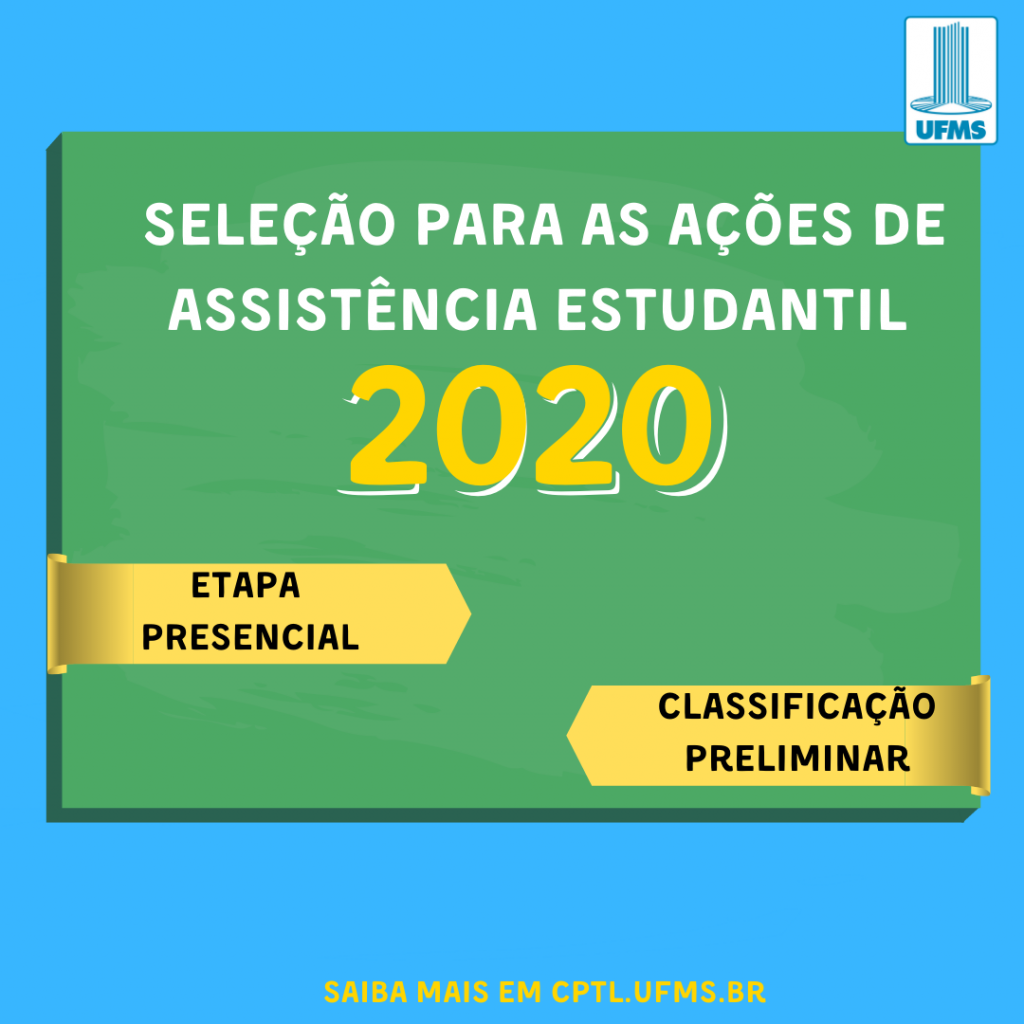 UFMS
SELEÇÃO PARA AS AÇÕES DE
ASSISTÊNCIA ESTUDANTIL
2020
ETAPA
PRESENCIAL
CLASSIFICAÇÃO
PRELIMINAR
SAIBA MAIS EM CPTL.UFMS.BR